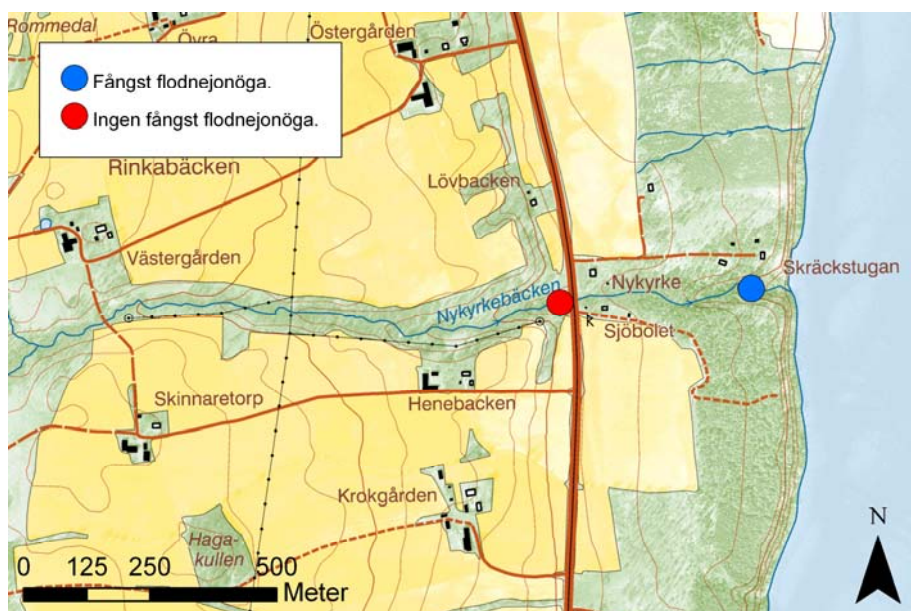 Rommedal
Övra
Östergården
Fångst flodnejonöga.
Ingen fångst flodnejonöga.
Rinkabäcken
Lövbacken
Västergården
Nykyrkebäcken
Nykyrke
Skräckstugan
Sjöbolet
Skinnaretorp
Henebacken
Krokgården
Haga-
kullen
N
0 125 250 500
Meter